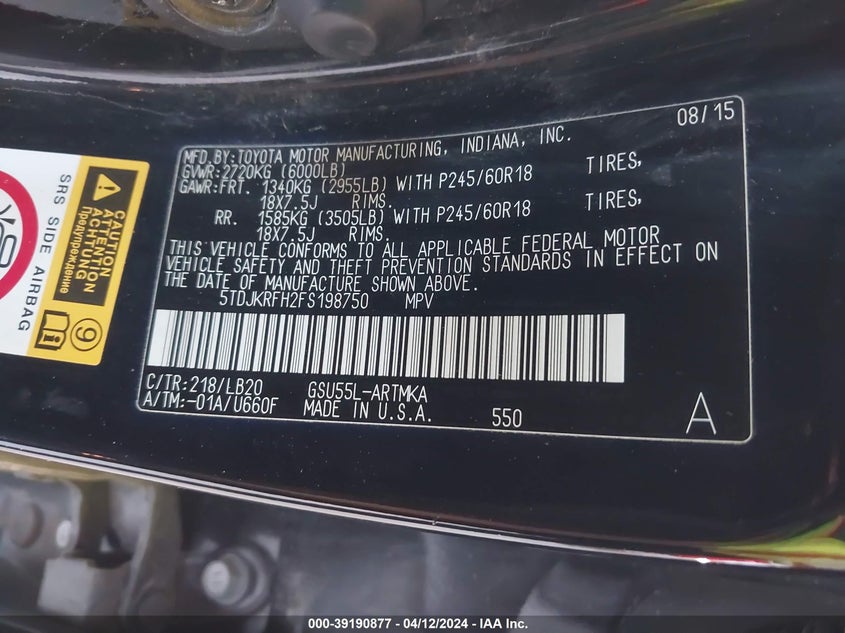 08/15
MFD.BY:TOYOTA MOTOR MANUFACTURING, INDIANA, INC.
GVWR:2720KG (6000LB)
GAWR:FRT. 1340KG (2955LB) WITH P245/60R18 TIRES,
18X7.5J RIMS.
RR. 1585KG (3505LB) WITH P245/60R18 TIRES,
18X7.5J RIMS.
THIS VEHICLE CONFORMS TO ALL APPLICABLE FEDERAL MOTOR
VEHICLE SAFETY AND THEFT PREVENTION STANDARDS IN EFFECT ON
THE DATE OF MANUFACTURE SHOWN ABOVE.
5TDJKRFH2FS198750 MPV
C/TR:218/LB20 GSU55L-ARTMKA
A/TM:-01A/U660F MADE IN U.S.A. 550 A
SRS SIDE AIRBAG
CAUTION
ATTENTION
ACHTUNG
Предупреждение
9
000-39190877 - 04/12/2024 - IAA Inc.